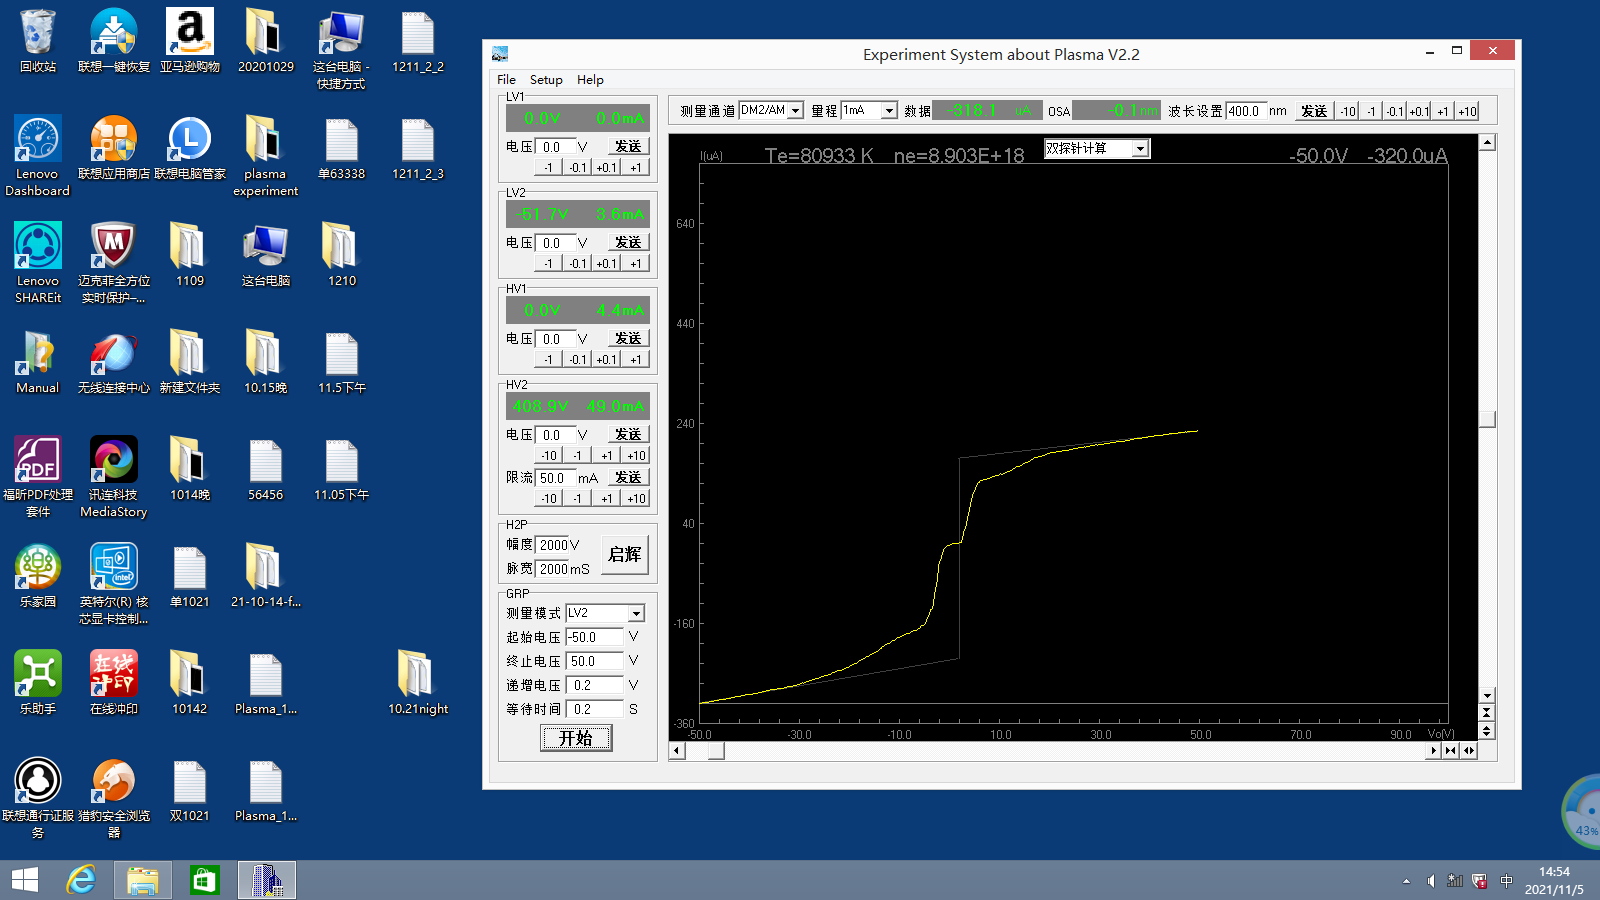 回收站
联想一键恢复
亚马逊购物
20201029
这台电脑 -
快捷方式
1211_2_2
Lenovo
Dashboard
联想应用商店
联想电脑管家
plasma
experiment
单63338
1211_2_3
Lenovo
SHAREit
迈克菲全方位
实时保护–...
1109
这台电脑
1210
Manual
无线连接中心
新建文件夹
10.15晚
11.5下午
福昕PDF处理
套件
讯连科技
MediaStory
1014晚
56456
11.05下午
乐家园
英特尔(R) 核
芯显卡控制...
单1021
21-10-14-f...
乐助手
在线冲印
10142
Plasma_1...
10.21night
联想通行证服
务
猎豹安全浏览
器
双1021
Plasma_1...
Experiment System about Plasma V2.2
File Setup Help
LV1
0.0V 0.0mA
电压 0.0 V 发送
-1 -0.1 +0.1 +1
LV2
-51.7V 3.6mA
电压 0.0 V 发送
-1 -0.1 +0.1 +1
HV1
0.0V 4.4mA
电压 0.0 V 发送
-1 -0.1 +0.1 +1
HV2
408.9V 49.0mA
电压 0.0 V 发送
-10 -1 +1 +10
限流 50.0 mA 发送
-10 -1 +1 +10
H2P
幅度 2000 V
脉宽 2000 mS
启辉
GRP
测量模式 LV2
起始电压 -50.0 V
终止电压 50.0 V
递增电压 0.2 V
等待时间 0.2 S
开始
测量通道 DM2/AM 量程 1mA 数据 -318.1 uA OSA -0.1nm 波长设置 400.0 nm 发送 -10 -1 -0.1 +0.1 +1 +10
I(uA) Te=80933 K ne=8.903E+18 双探针计算 -50.0V -320.0uA
640
440
240
40
-160
-360
-50.0 -30.0 -10.0 10.0 30.0 50.0 70.0 90.0 Vo(V)
43%
中
14:54
2021/11/5